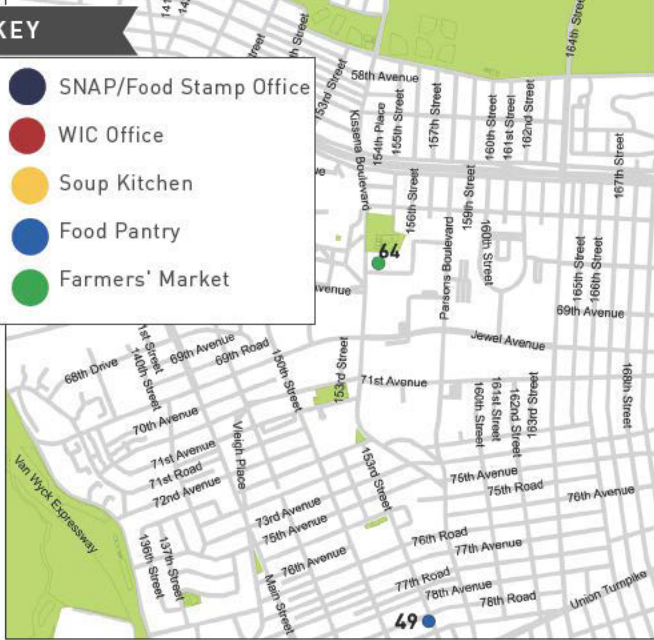 KEY
SNAP/Food Stamp Office
WIC Office
Soup Kitchen
Food Pantry
Farmers' Market
164th Street
58th Avenue
153rd Street
Kissena Boulevard
154th Place
155th Street
157th Street
160th Street
161st Street
162nd Street
167th Street
156th Street
159th Street
160th Street
Parsons Boulevard
64
165th Street
166th Street
69th Avenue
Jewel Avenue
140th Street
69th Avenue
69th Road
68th Drive
150th Street
153rd Street
71st Avenue
168th Street
160th Street
161st Street
162nd Street
163rd Street
70th Avenue
Vleigh Place
71st Avenue
71st Road
72nd Avenue
153rd Street
75th Avenue
75th Road
76th Avenue
Van Wyck Expressway
73rd Avenue
75th Avenue
76th Road
77th Avenue
136th Street
137th Street
76th Avenue
77th Road
78th Avenue
78th Road
Union Turnpike
Main Street
49